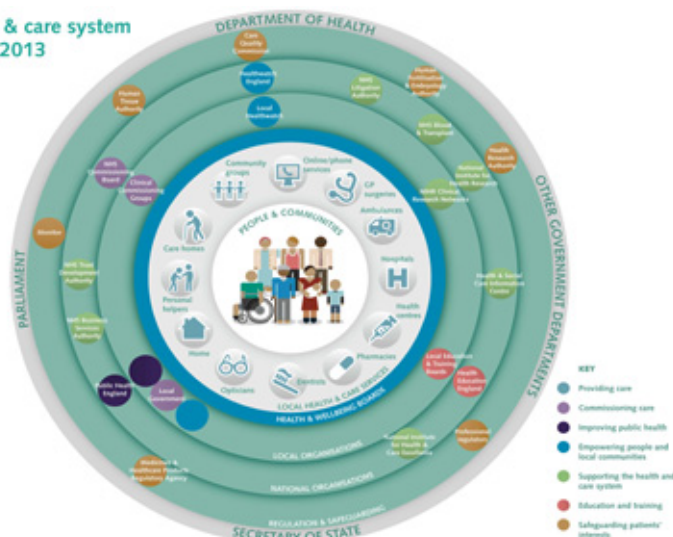 & care system
2013
DEPARTMENT OF HEALTH
Care
Quality
Commission
Healthwatch
England
Local
Healthwatch
NHS
Litigation
Authority
Human
Fertilisation
& Embryology
Authority
Human
Tissue
Authority
NHS Blood
& Transplant
Health
Research
Authority
National
Institute for
Health Research
NIHR Clinical
Research Networks
NHS
Commissioning
Board
Clinical
Commissioning
Groups
Community
groups
Online/phone
services
GP
surgeries
Ambulances
PEOPLE & COMMUNITIES
Care homes
Hospitals
Monitor
NHS Trust
Development
Authority
Health & Social
Care Information
Centre
OTHER GOVERNMENT DEPARTMENTS
PARLIAMENT
Personal
helpers
Health
centres
NHS Business
Services
Authority
Home
Pharmacies
Opticians
Dentists
LOCAL HEALTH & CARE SERVICES
HEALTH & WELLBEING BOARDS
Local Education
& Training
Boards
Health
Education
England
Public Health
England
Local
Government
Professional
regulators
National Institute
for Health &
Care Excellence
LOCAL ORGANISATIONS
Medicines &
Healthcare Products
Regulatory Agency
NATIONAL ORGANISATIONS
REGULATION & SAFEGUARDING
SECRETARY OF STATE
KEY
Providing care
Commissioning care
Improving public health
Empowering people and
local communities
Supporting the health and
care system
Education and training
Safeguarding patients'
interests